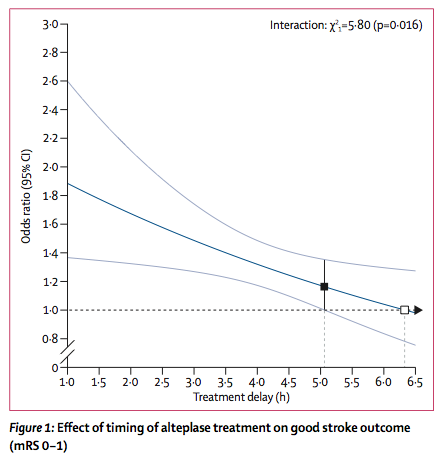 Interaction: χ²₁=5·80 (p=0·016)
3·0
2·8
2·6
2·4
2·2
2·0
1·8
1·6
1·4
1·2
1·0
0·8
0
Odds ratio (95% CI)
1·0 1·5 2·0 2·5 3·0 3·5 4·0 4·5 5·0 5·5 6·0 6·5
Treatment delay (h)
Figure 1: Effect of timing of alteplase treatment on good stroke outcome
(mRS 0–1)